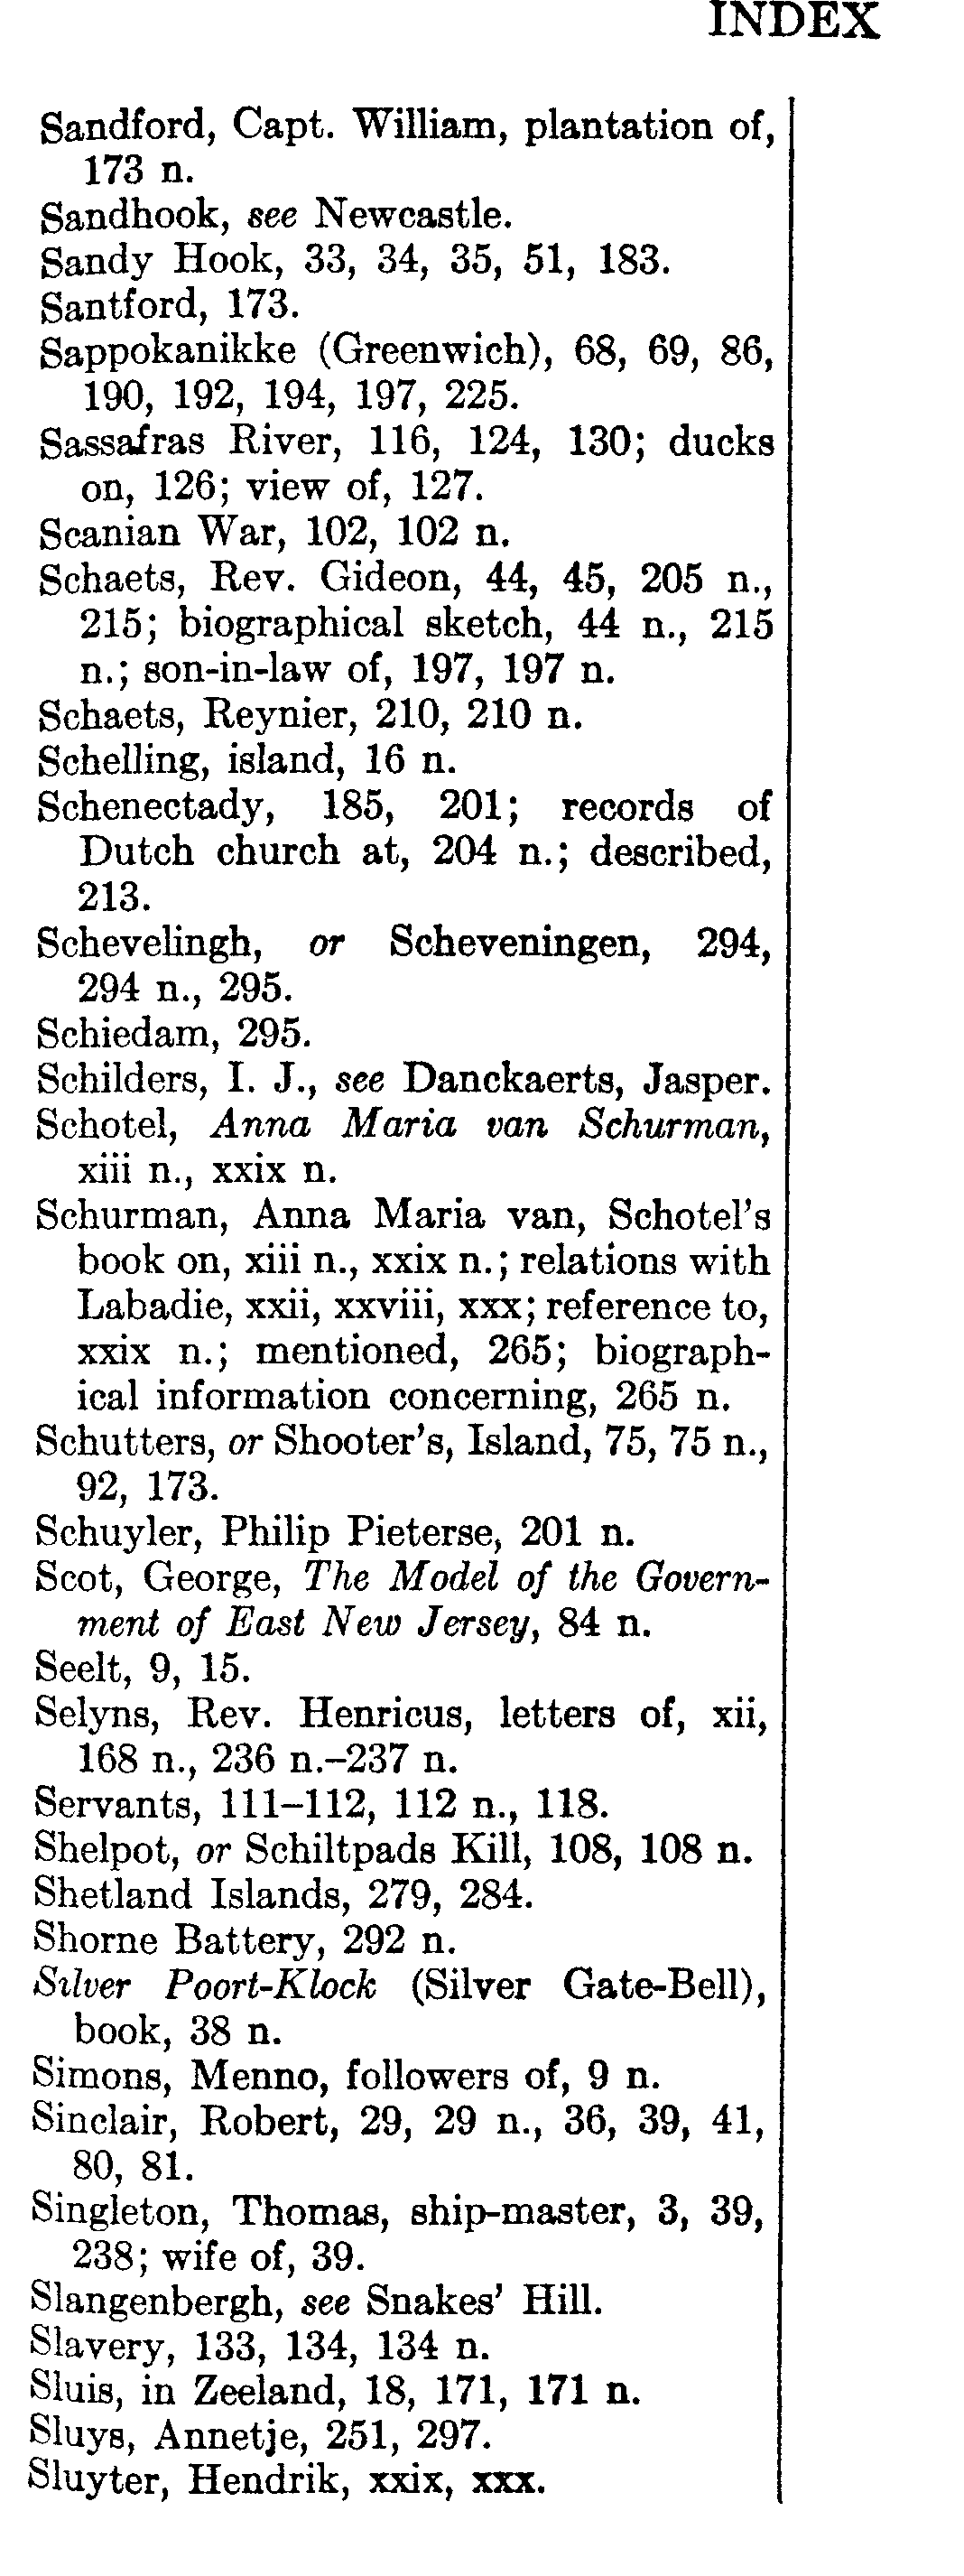 INDEX
Sandford, Capt. William, plantation of,
173 n.
Sandhook, see Newcastle.
Sandy Hook, 33, 34, 35, 51, 183.
Santford, 173.
Sappokanikke (Greenwich), 68, 69, 86,
190, 192, 194, 197, 225.
Sassafras River, 116, 124, 130; ducks
on, 126; view of, 127.
Scanian War, 102, 102 n.
Schaets, Rev. Gideon, 44, 45, 205 n.,
215; biographical sketch, 44 n., 215
n.; son-in-law of, 197, 197 n.
Schaets, Reynier, 210, 210 n.
Schelling, island, 16 n.
Schenectady, 185, 201; records of
Dutch church at, 204 n.; described,
213.
Schevelingh, or Scheveningen, 294,
294 n., 295.
Schiedam, 295.
Schilders, I. J., see Danckaerts, Jasper.
Schotel, Anna Maria van Schurman,
xiii n., xxix n.
Schurman, Anna Maria van, Schotel's
book on, xiii n., xxix n.; relations with
Labadie, xxii, xxviii, xxx; reference to,
xxix n.; mentioned, 265; biograph-
ical information concerning, 265 n.
Schutters, or Shooter's, Island, 75, 75 n.,
92, 173.
Schuyler, Philip Pieterse, 201 n.
Scot, George, The Model of the Govern-
ment of East New Jersey, 84 n.
Seelt, 9, 15.
Selyns, Rev. Henricus, letters of, xii,
168 n., 236 n.–237 n.
Servants, 111–112, 112 n., 118.
Shelpot, or Schiltpads Kill, 108, 108 n.
Shetland Islands, 279, 284.
Shorne Battery, 292 n.
Silver Poort-Klock (Silver Gate-Bell),
book, 38 n.
Simons, Menno, followers of, 9 n.
Sinclair, Robert, 29, 29 n., 36, 39, 41,
80, 81.
Singleton, Thomas, ship-master, 3, 39,
238; wife of, 39.
Slangenbergh, see Snakes' Hill.
Slavery, 133, 134, 134 n.
Sluis, in Zeeland, 18, 171, 171 n.
Sluys, Annetje, 251, 297.
Sluyter, Hendrik, xxix, xxx.